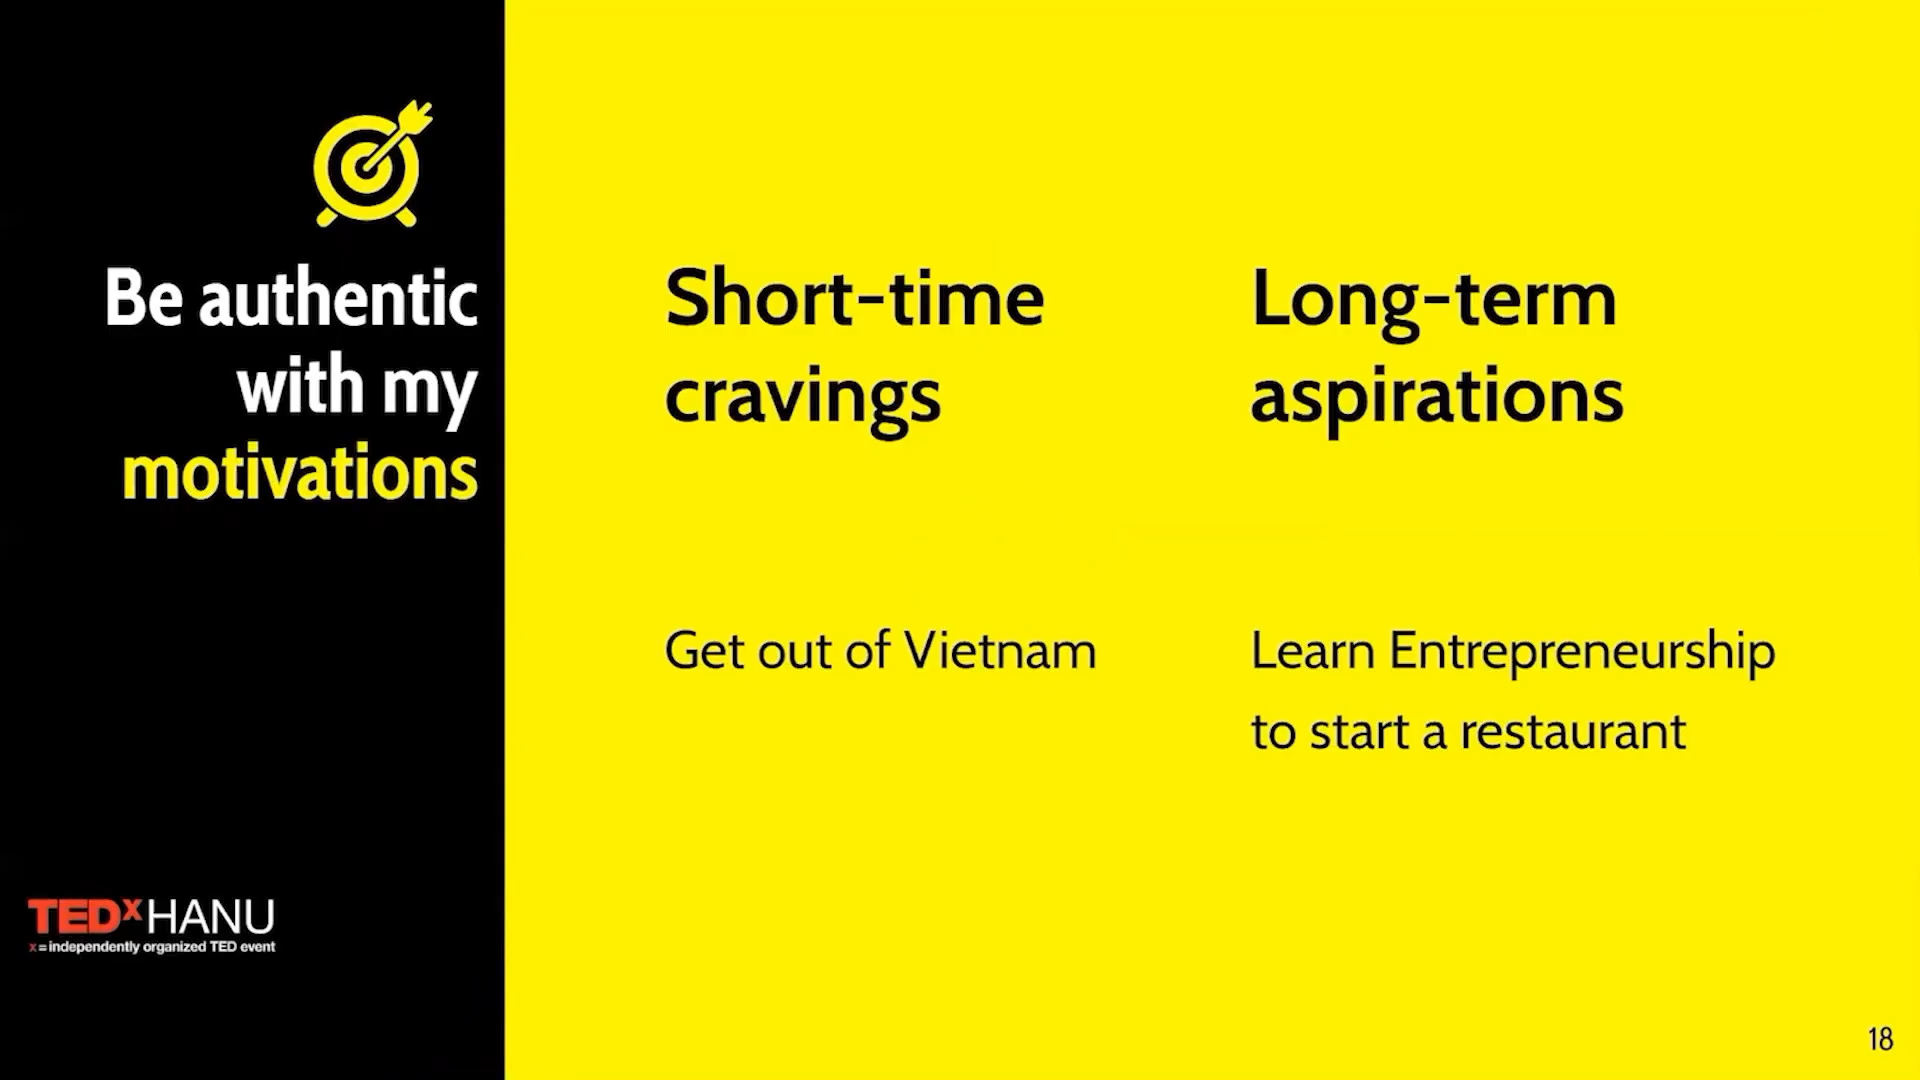 Be authentic
with my
motivations
Short-time
cravings
Long-term
aspirations
Get out of Vietnam
Learn Entrepreneurship
to start a restaurant
TEDxHANU
x = independently organized TED event
18